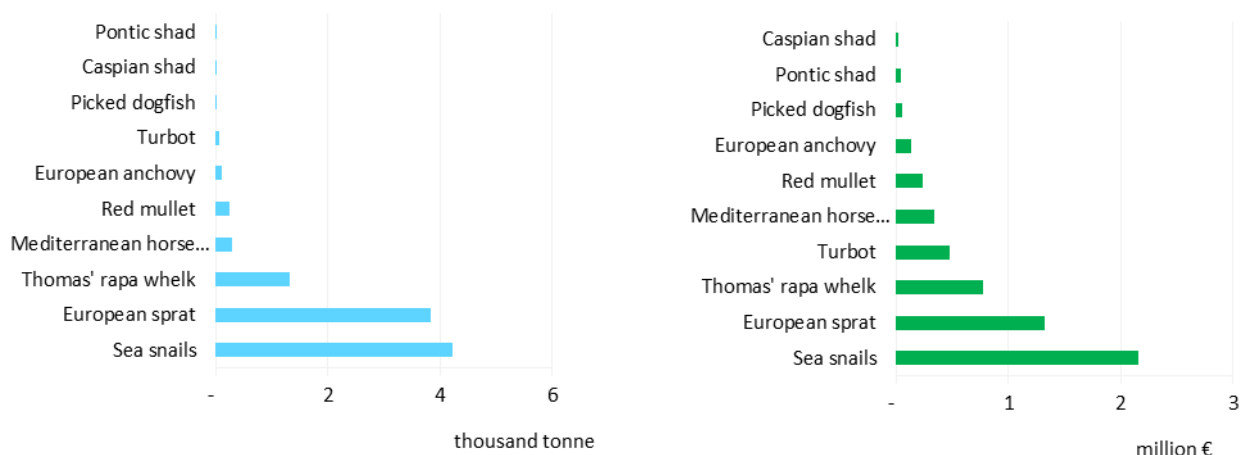 Pontic shad
Caspian shad
Picked dogfish
Turbot
European anchovy
Red mullet
Mediterranean horse...
Thomas' rapa whelk
European sprat
Sea snails
- 2 4 6
thousand tonne
Caspian shad
Pontic shad
Picked dogfish
European anchovy
Red mullet
Mediterranean horse...
Turbot
Thomas' rapa whelk
European sprat
Sea snails
- 1 2 3
million €